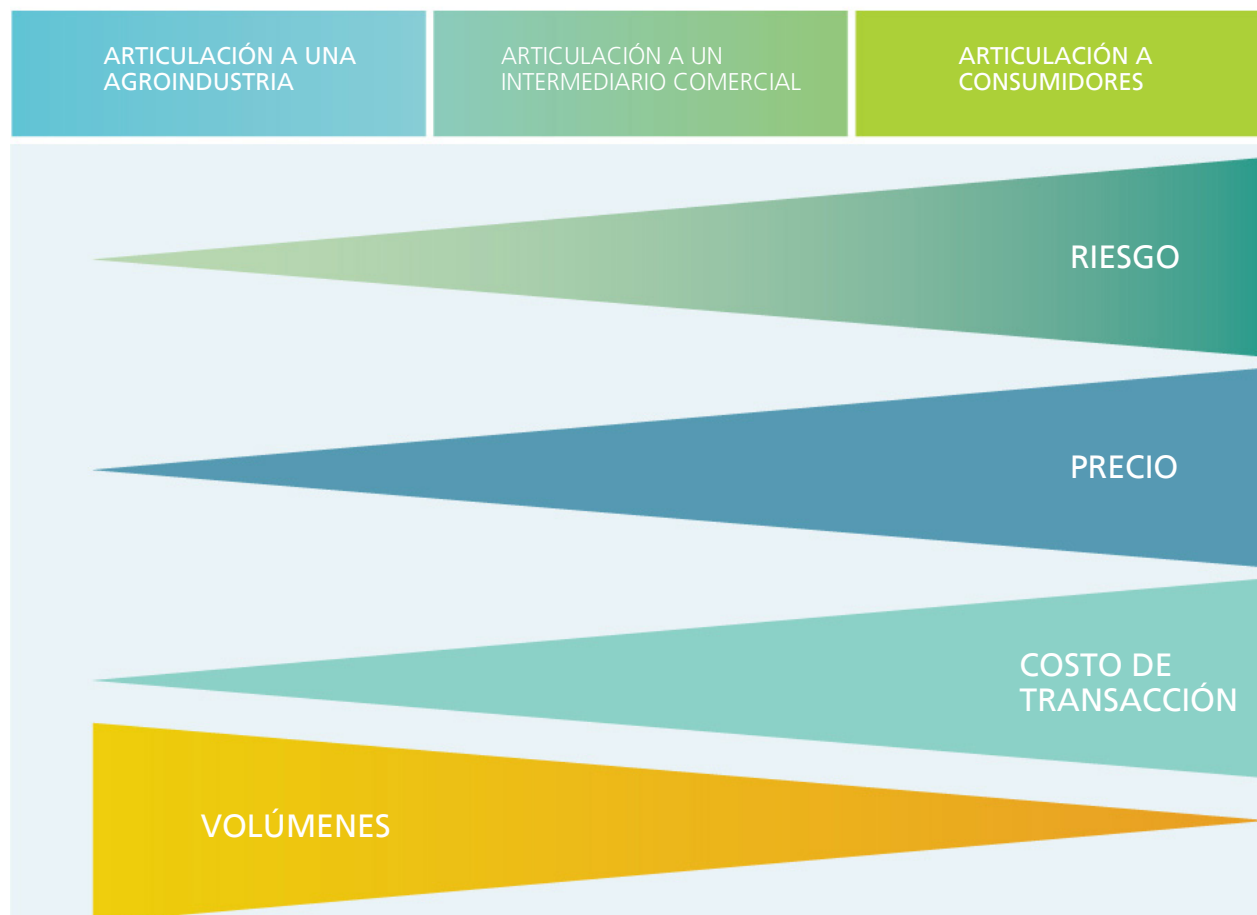 ARTICULACIÓN A UNA
AGROINDUSTRIA
ARTICULACIÓN A UN
INTERMEDIARIO COMERCIAL
ARTICULACIÓN A
CONSUMIDORES
RIESGO
PRECIO
COSTO DE
TRANSACCIÓN
VOLÚMENES